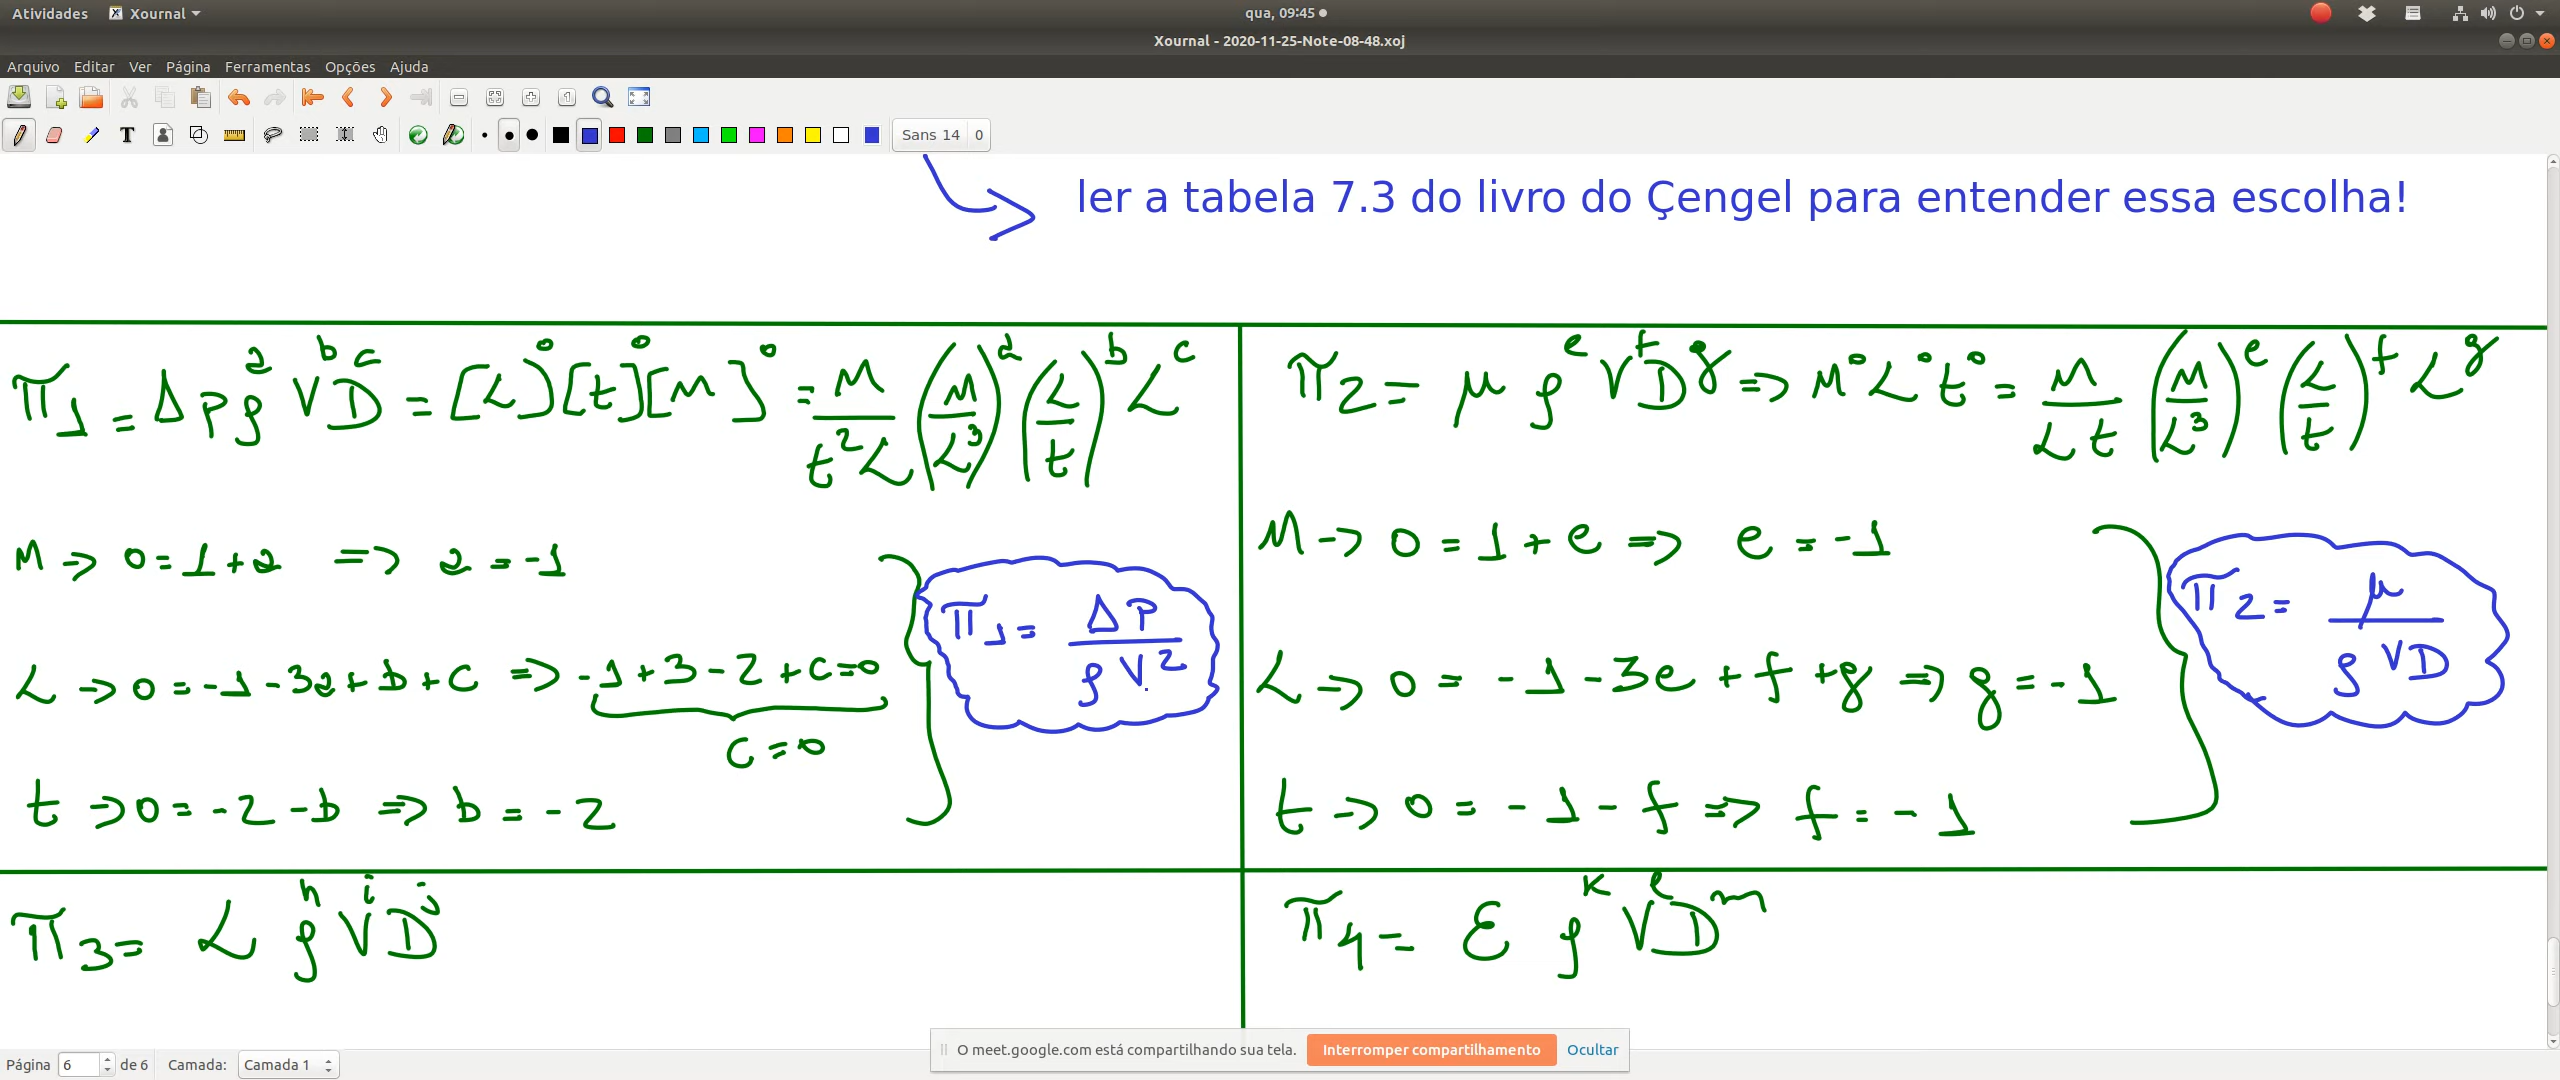 Atividades Xournal qua, 09:45
Xournal - 2020-11-25-Note-08-48.xoj
Arquivo Editar Ver Página Ferramentas Opções Ajuda
Sans 14 0
ler a tabela 7.3 do livro do Çengel para entender essa escolha!
π₁ = ΔP ρ^a V^b D^c = [L]^0 [t]^0 [M]^0 = M/(t²L) (M/L³)^a (L/t)^b L^c
M → 0 = 1 + a ⇒ a = -1
L → 0 = -1 - 3a + b + c ⇒ -1 + 3 - 2 + c = 0
c = 0
t → 0 = -2 - b ⇒ b = -2
π₁ = ΔP/(ρ V²)
π₂ = μ ρ^e V^f D^g ⇒ M^0 L^0 t^0 = M/(L t) (M/L³)^e (L/t)^f L^g
M → 0 = 1 + e ⇒ e = -1
L → 0 = -1 - 3e + f + g ⇒ g = -1
t → 0 = -1 - f ⇒ f = -1
π₂ = μ/(ρ V D)
π₃ = L ρ^h V^i D^j
π₄ = ε ρ^k V^l D^m
O meet.google.com está compartilhando sua tela. Interromper compartilhamento Ocultar
Página 6 de 6 Camada: Camada 1